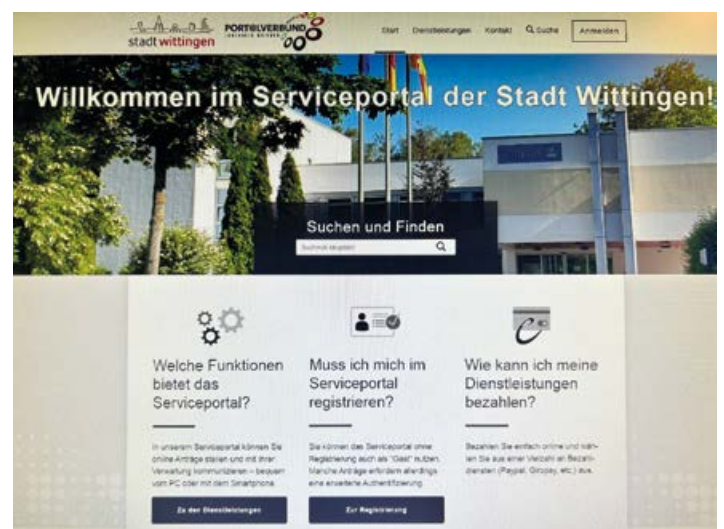 stadt wittingen
PORTALVERBUND
Start Dienstleistungen Kontakt Suche Anmelden
Willkommen im Serviceportal der Stadt Wittingen!
Suchen und Finden
Welche Funktionen
bietet das
Serviceportal?
In unserem Serviceportal können Sie
online Anträge stellen und mit Ihrer
Verwaltung kommunizieren – bequem
vom PC oder mit dem Smartphone.
Zu den Dienstleistungen
Muss ich mich im
Serviceportal
registrieren?
Sie können das Serviceportal ohne
Registrierung auch als "Gast" nutzen.
Manche Anträge erfordern allerdings
eine erweiterte Authentifizierung.
Zur Registrierung
Wie kann ich meine
Dienstleistungen
bezahlen?
Bezahlen Sie einfach online und wäh-
len Sie aus einer Vielzahl an Bezahl-
diensten (Paypal, Giropay, etc.) aus.